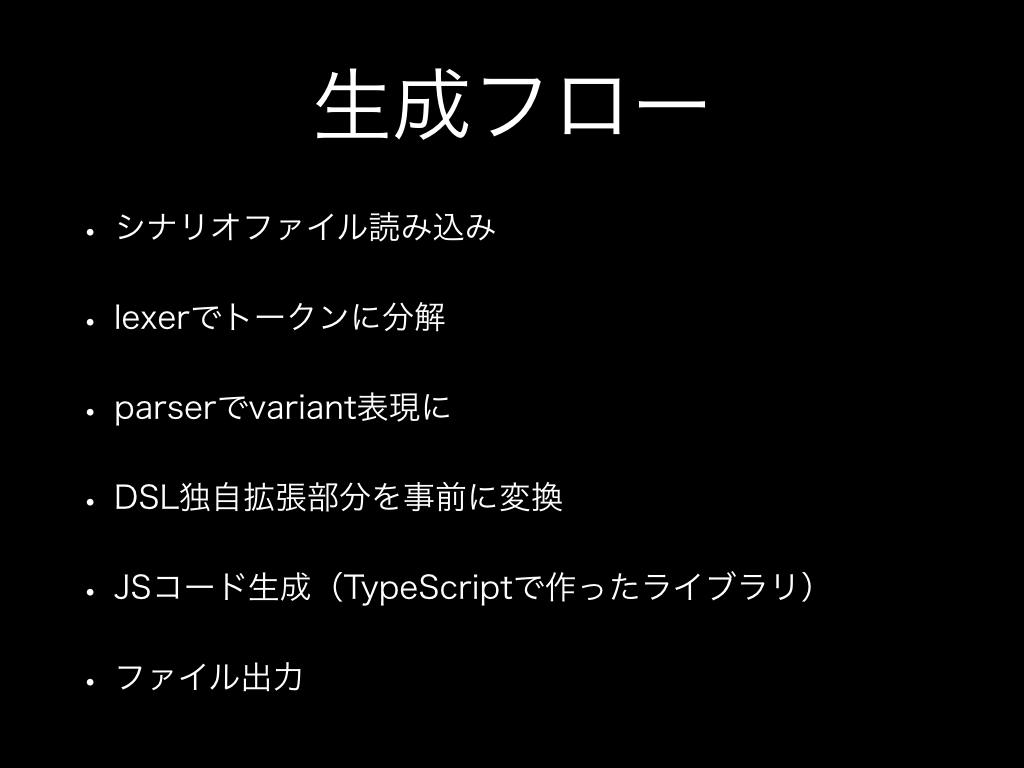 生成フロー
• シナリオファイル読み込み
• lexerでトークンに分解
• parserでvariant表現に
• DSL独自拡張部分を事前に変換
• JSコード生成（TypeScriptで作ったライブラリ）
• ファイル出力